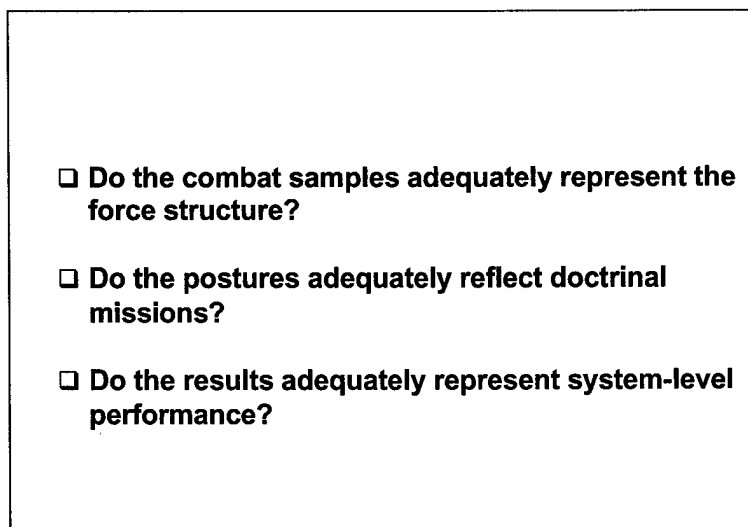 ❑ Do the combat samples adequately represent the
force structure?
❑ Do the postures adequately reflect doctrinal
missions?
❑ Do the results adequately represent system-level
performance?